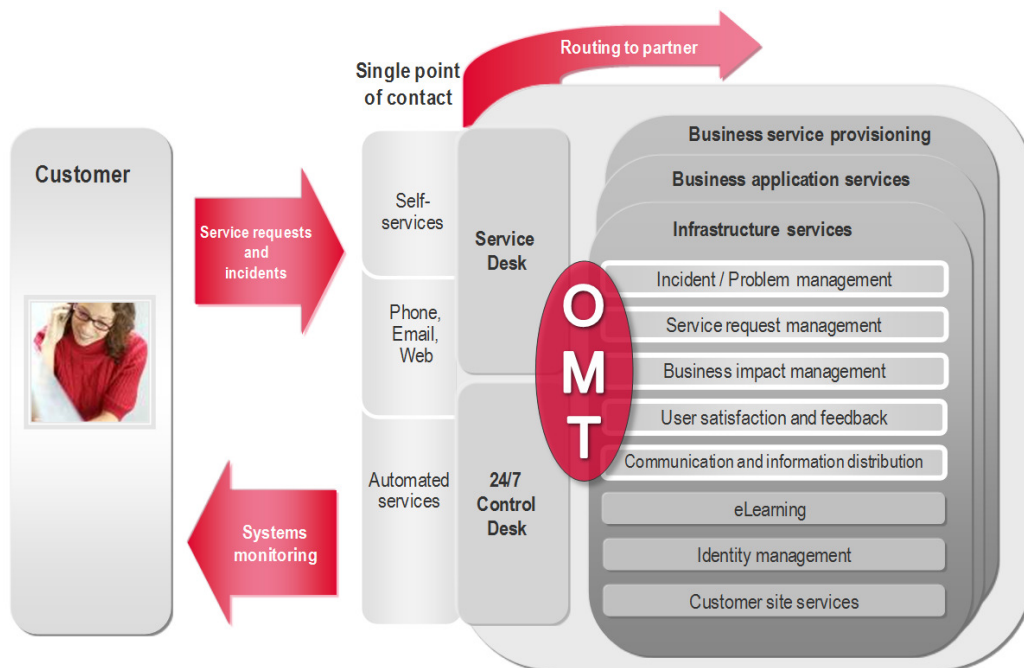 Routing to partner
Single point
of contact
Customer
Service requests
and
incidents
Systems
monitoring
Self-
services
Phone,
Email,
Web
Automated
services
Service
Desk
24/7
Control
Desk
O
M
T
Business service provisioning
Business application services
Infrastructure services
Incident / Problem management
Service request management
Business impact management
User satisfaction and feedback
Communication and information distribution
eLearning
Identity management
Customer site services